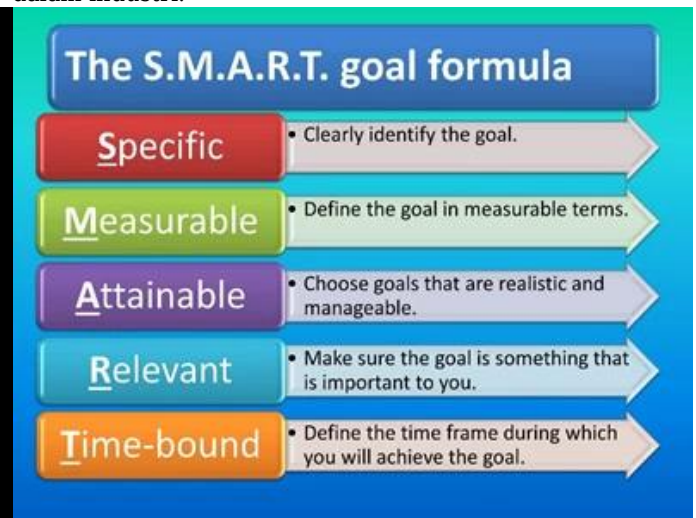 The S.M.A.R.T. goal formula
Specific
• Clearly identify the goal.
Measurable
• Define the goal in measurable terms.
Attainable
• Choose goals that are realistic and
manageable.
Relevant
• Make sure the goal is something that
is important to you.
Time-bound
• Define the time frame during which
you will achieve the goal.